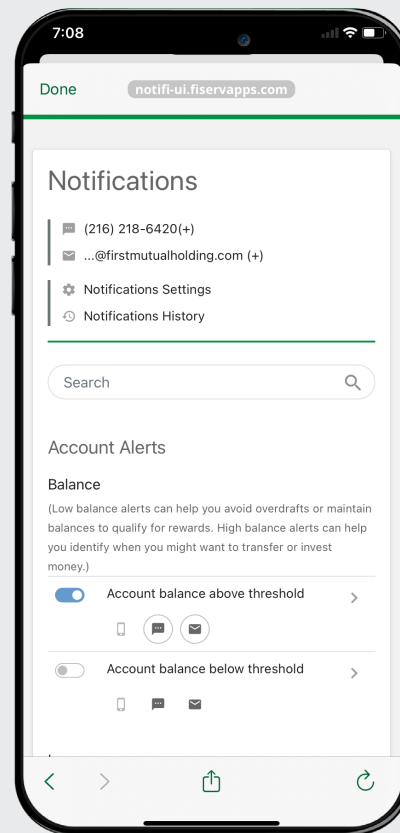 7:08
Done
notifi-ui.fiservapps.com
Notifications
(216) 218-6420(+)
...@firstmutualholding.com (+)
Notifications Settings
Notifications History
Search
Account Alerts
Balance
(Low balance alerts can help you avoid overdrafts or maintain
balances to qualify for rewards. High balance alerts can help
you identify when you might want to transfer or invest
money.)
Account balance above threshold
Account balance below threshold